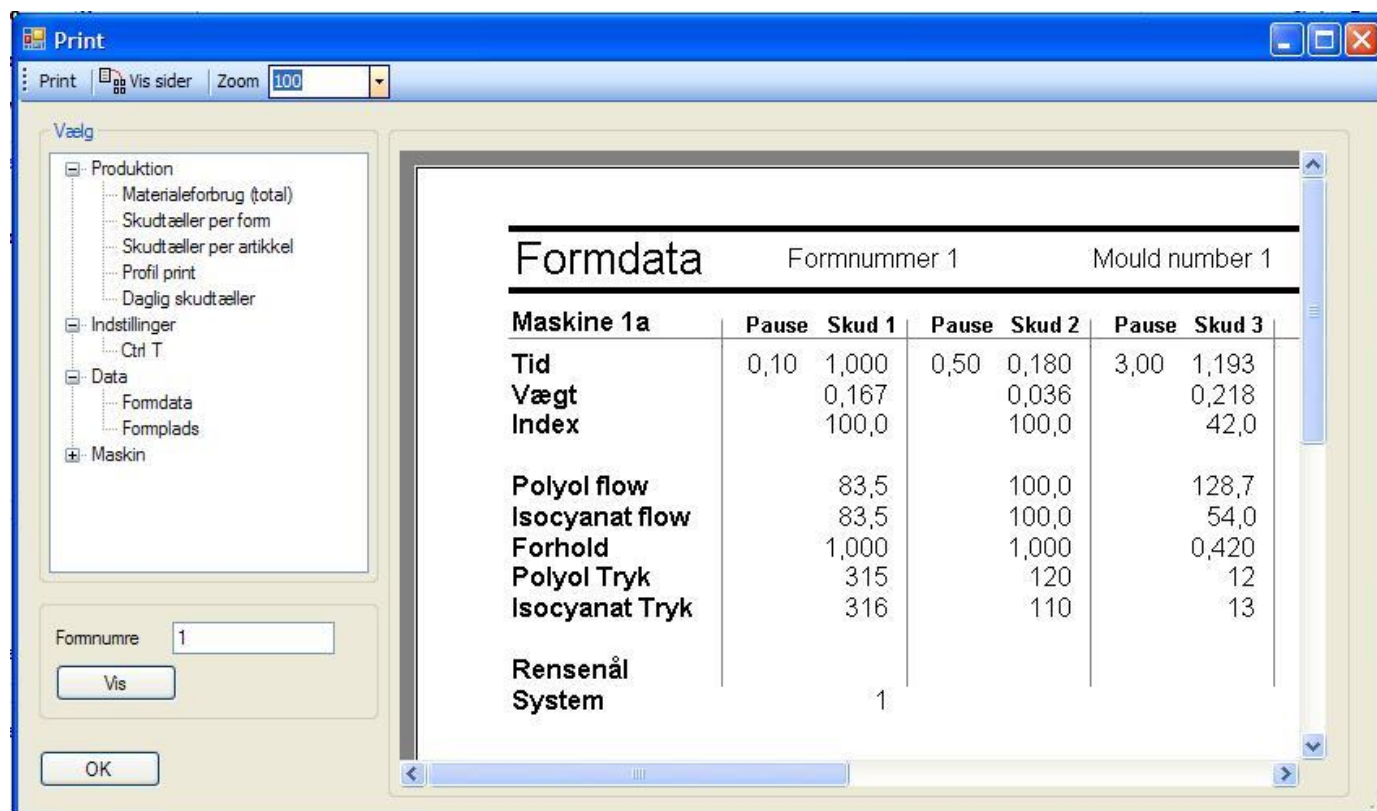 Print
Print Vis sider Zoom 100
Vælg
Produktion
Materialeforbrug (total)
Skudtæller per form
Skudtæller per artikkel
Profil print
Daglig skudtæller
Indstillinger
Ctrl T
Data
Formdata
Formplads
Maskin
Formnumre 1
Vis
OK
Formdata Formnummer 1 Mould number 1
Maskine 1a Pause Skud 1 Pause Skud 2 Pause Skud 3
Tid 0,10 1,000 0,50 0,180 3,00 1,193
Vægt 0,167 0,036 0,218
Index 100,0 100,0 42,0
Polyol flow 83,5 100,0 128,7
Isocyanat flow 83,5 100,0 54,0
Forhold 1,000 1,000 0,420
Polyol Tryk 315 120 12
Isocyanat Tryk 316 110 13
Rensenål
System 1